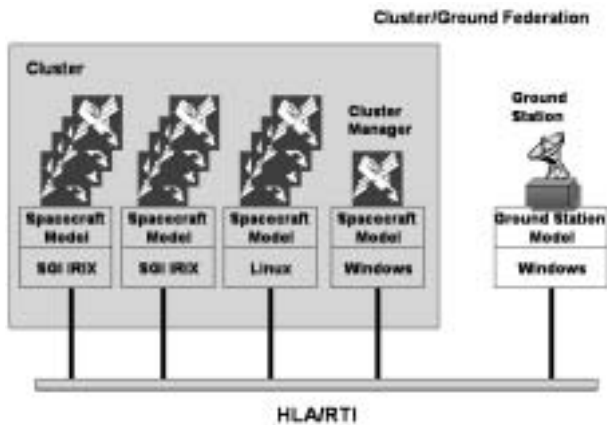 Cluster/Ground Federation
Cluster
Cluster
Manager
Ground
Station
Spacecraft
Model
Spacecraft
Model
Spacecraft
Model
Spacecraft
Model
Ground Station
Model
SGI IRIX
SGI IRIX
Linux
Windows
Windows
HLA/RTI